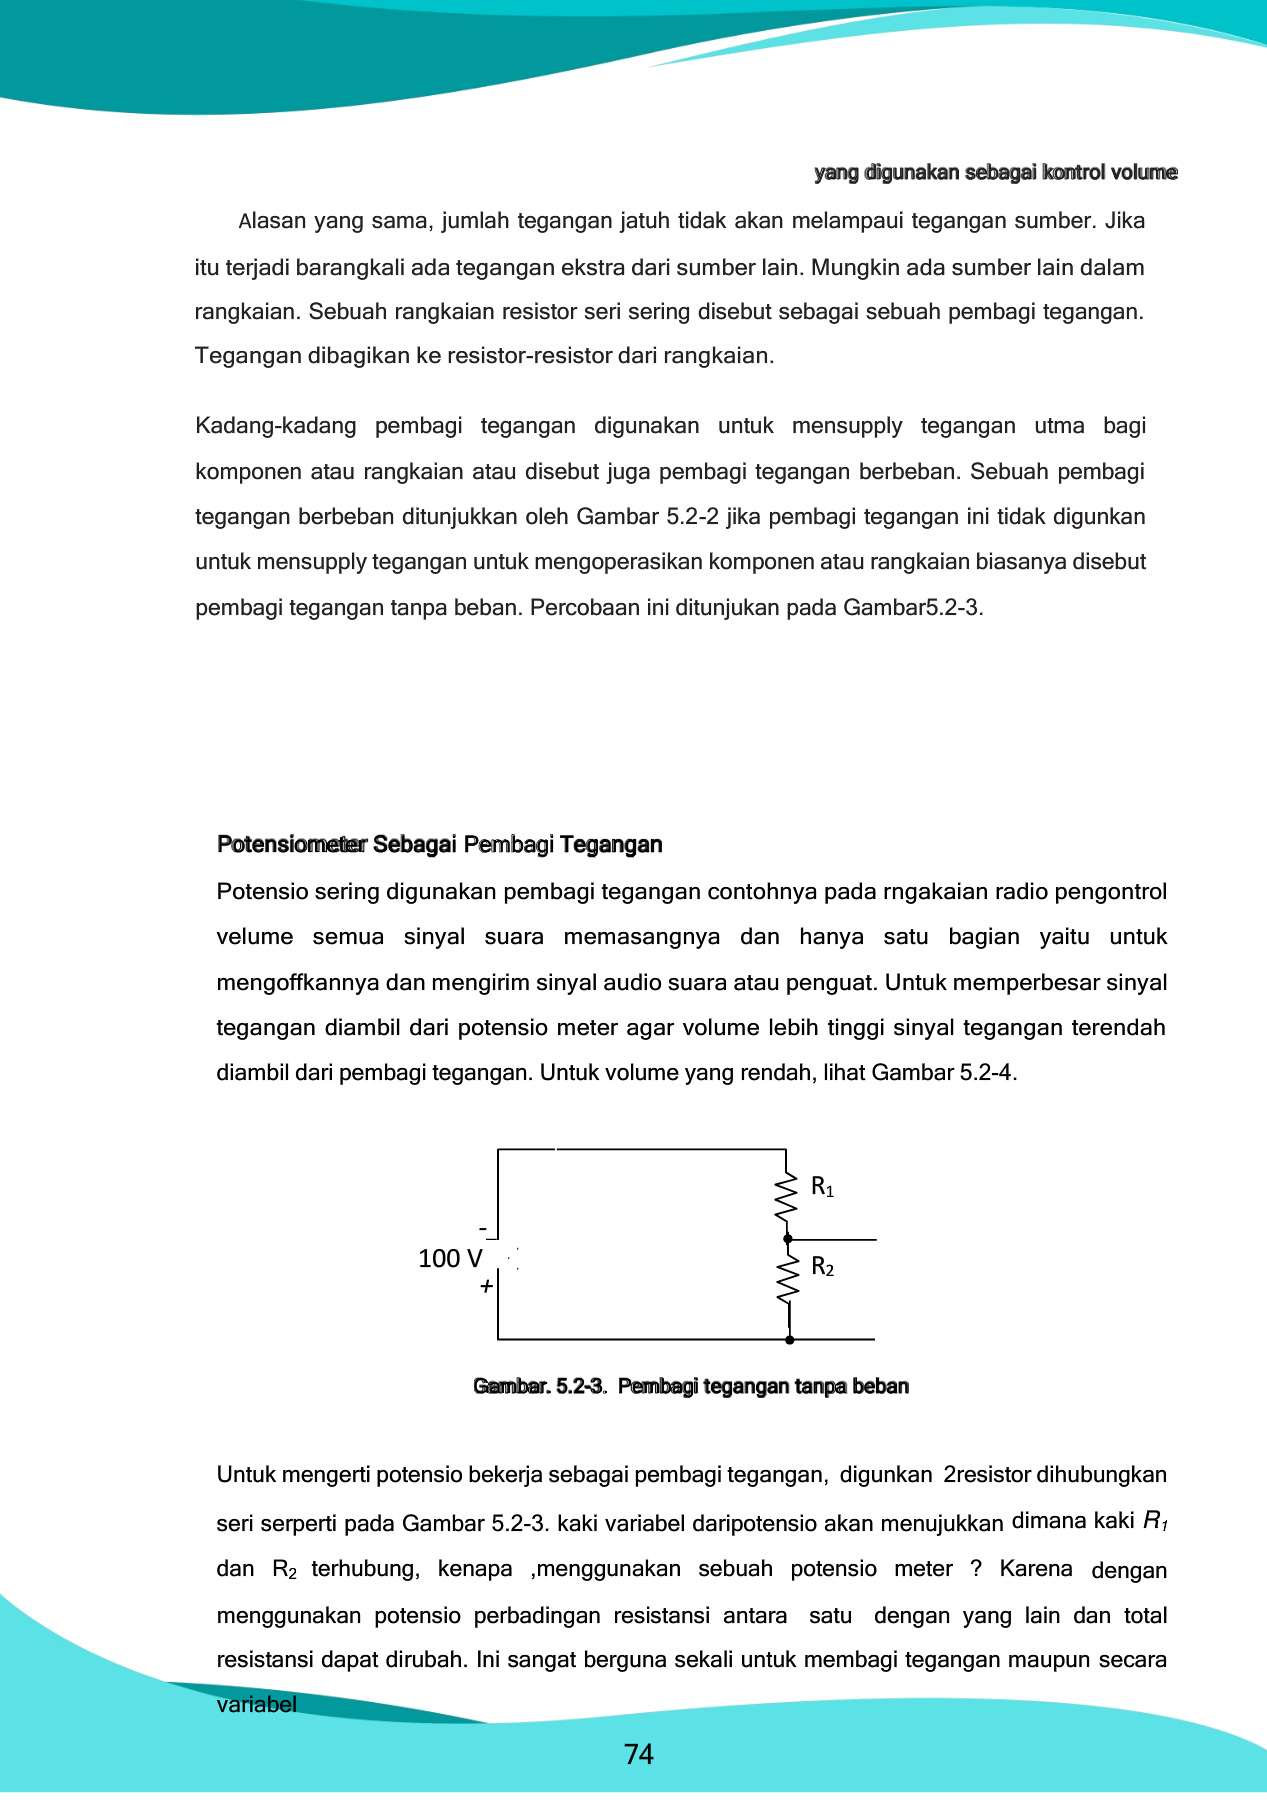 yang digunakan sebagai kontrol volume
Alasan yang sama, jumlah tegangan jatuh tidak akan melampaui tegangan sumber. Jika
itu terjadi barangkali ada tegangan ekstra dari sumber lain. Mungkin ada sumber lain dalam
rangkaian. Sebuah rangkaian resistor seri sering disebut sebagai sebuah pembagi tegangan.
Tegangan dibagikan ke resistor-resistor dari rangkaian.
Kadang-kadang pembagi tegangan digunakan untuk mensupply tegangan utma bagi
komponen atau rangkaian atau disebut juga pembagi tegangan berbeban. Sebuah pembagi
tegangan berbeban ditunjukkan oleh Gambar 5.2-2 jika pembagi tegangan ini tidak digunkan
untuk mensupply tegangan untuk mengoperasikan komponen atau rangkaian biasanya disebut
pembagi tegangan tanpa beban. Percobaan ini ditunjukan pada Gambar5.2-3.
Potensiometer Sebagai Pembagi Tegangan
Potensio sering digunakan pembagi tegangan contohnya pada rngakaian radio pengontrol
velume semua sinyal suara memasangnya dan hanya satu bagian yaitu untuk
mengoffkannya dan mengirim sinyal audio suara atau penguat. Untuk memperbesar sinyal
tegangan diambil dari potensio meter agar volume lebih tinggi sinyal tegangan terendah
diambil dari pembagi tegangan. Untuk volume yang rendah, lihat Gambar 5.2-4.
R1
-
100 V
R2
+
Gambar. 5.2-3. Pembagi tegangan tanpa beban
Untuk mengerti potensio bekerja sebagai pembagi tegangan, digunkan 2resistor dihubungkan
seri serperti pada Gambar 5.2-3. kaki variabel daripotensio akan menujukkan dimana kaki R1
dan R2 terhubung, kenapa ,menggunakan sebuah potensio meter ? Karena dengan
menggunakan potensio perbadingan resistansi antara satu dengan yang lain dan total
resistansi dapat dirubah. Ini sangat berguna sekali untuk membagi tegangan maupun secara
variabel
74